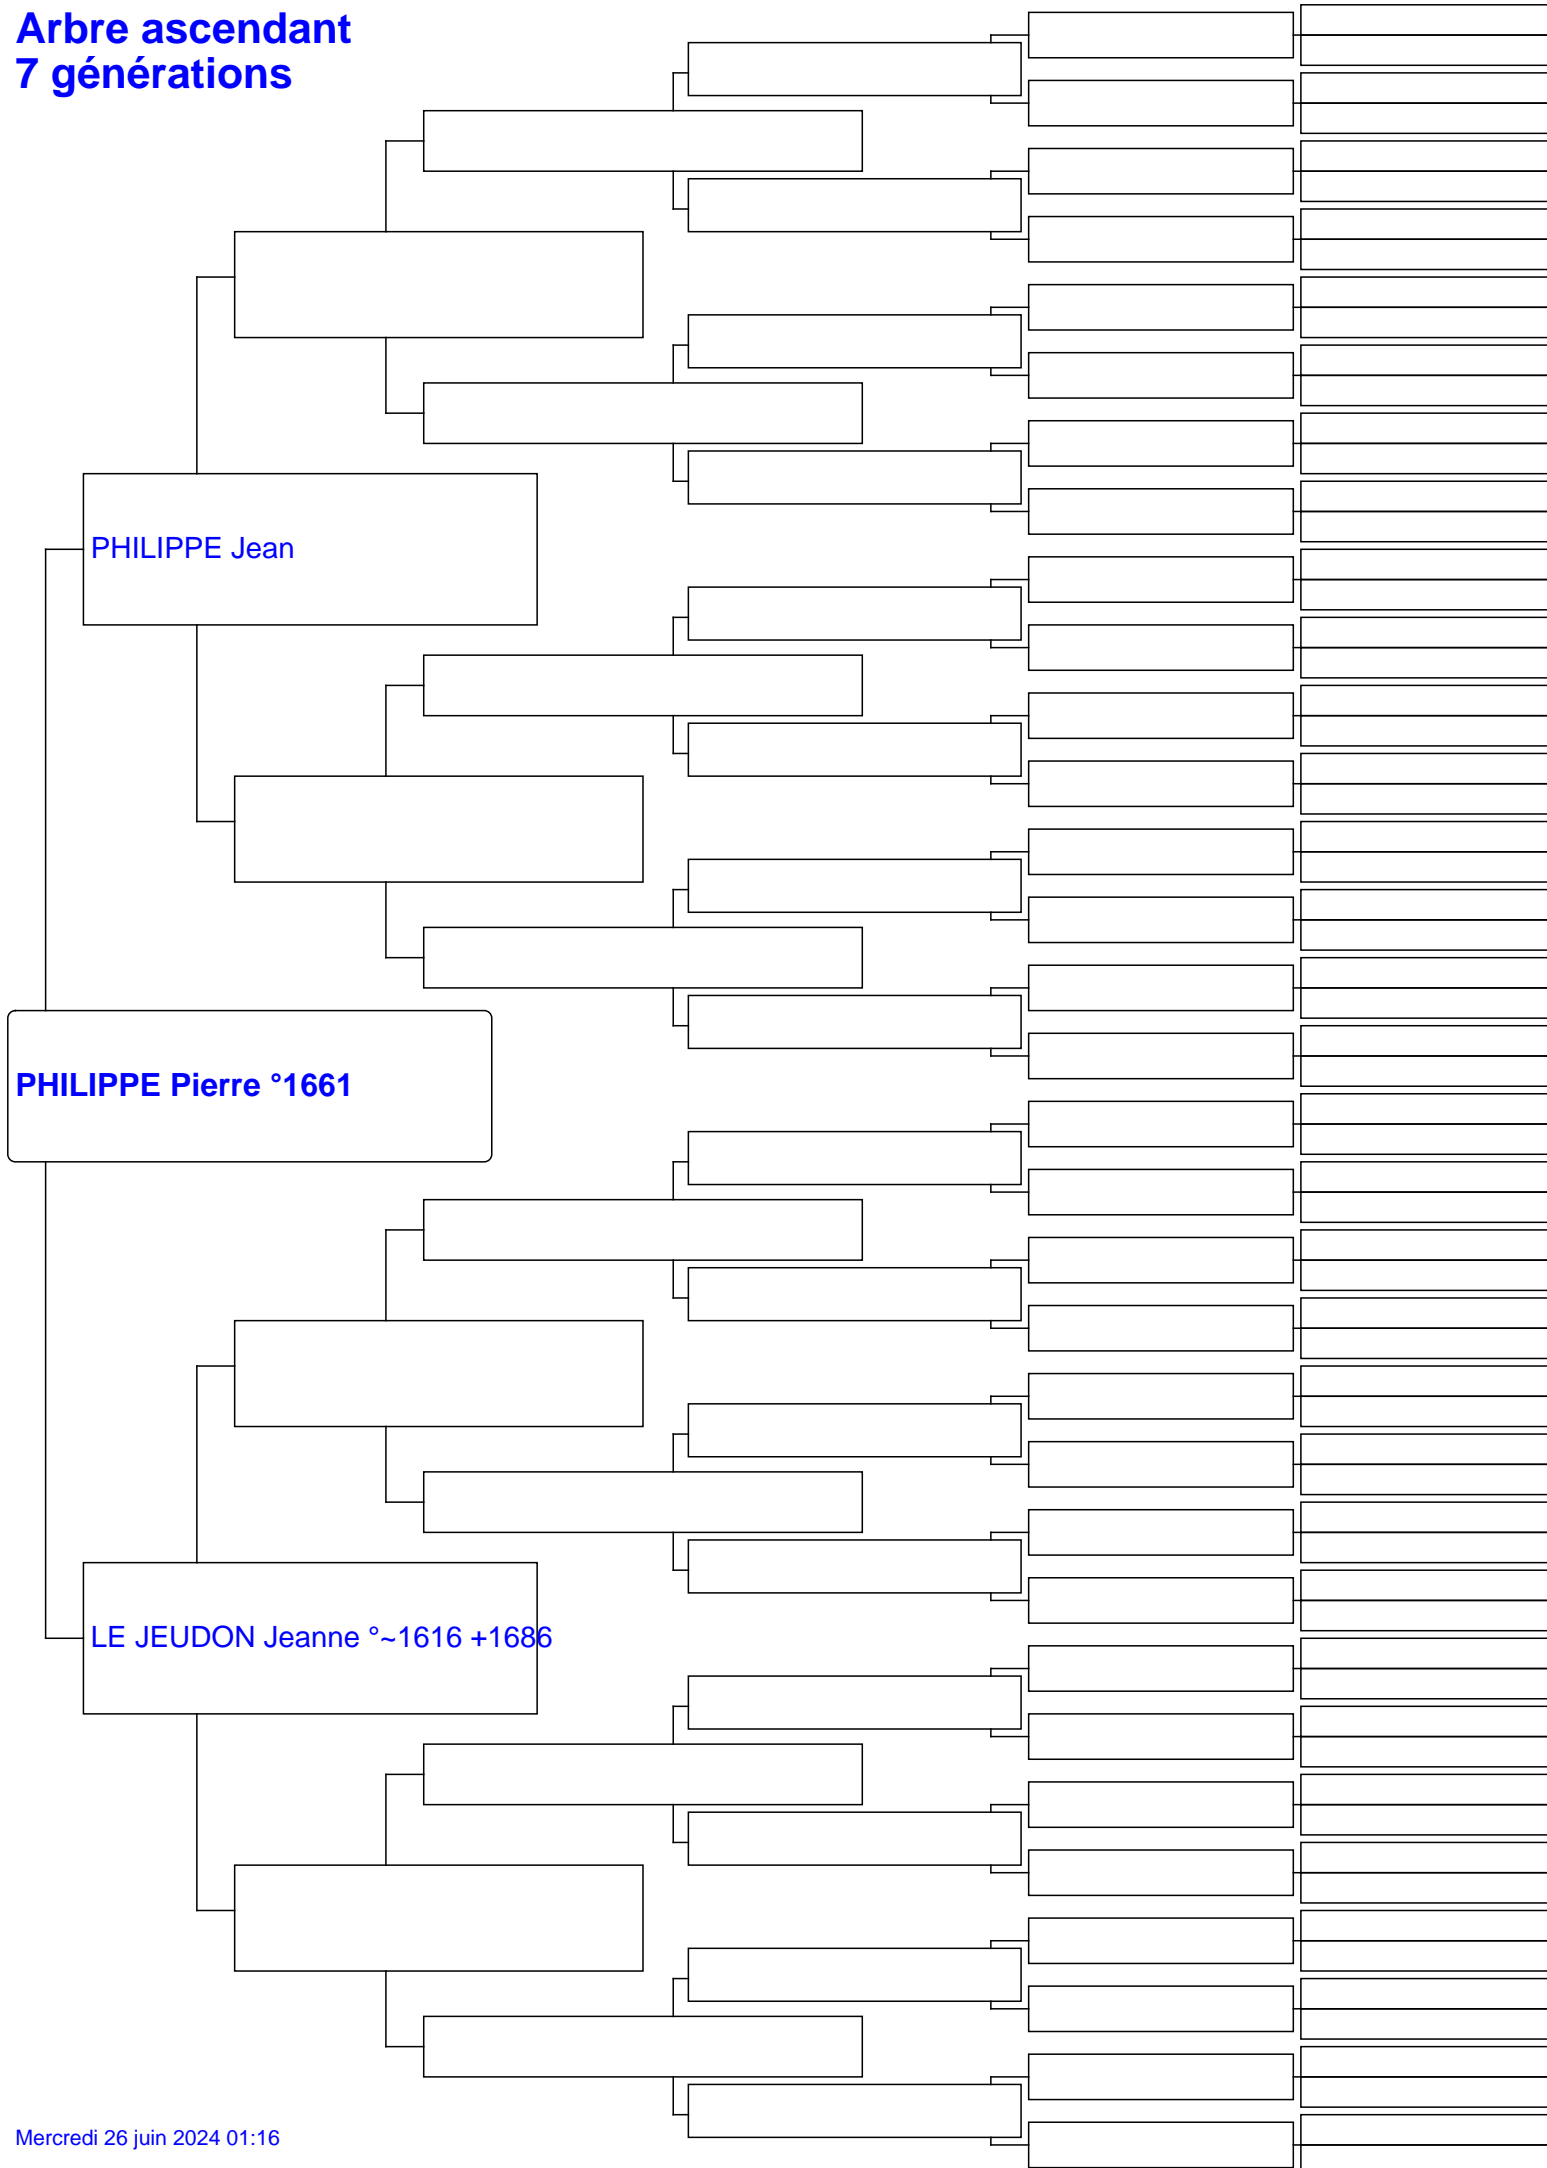 Arbre ascendant
7 générations
PHILIPPE Jean
PHILIPPE Pierre °1661
LE JEUDON Jeanne °~1616 +1686
Mercredi 26 juin 2024 01:16